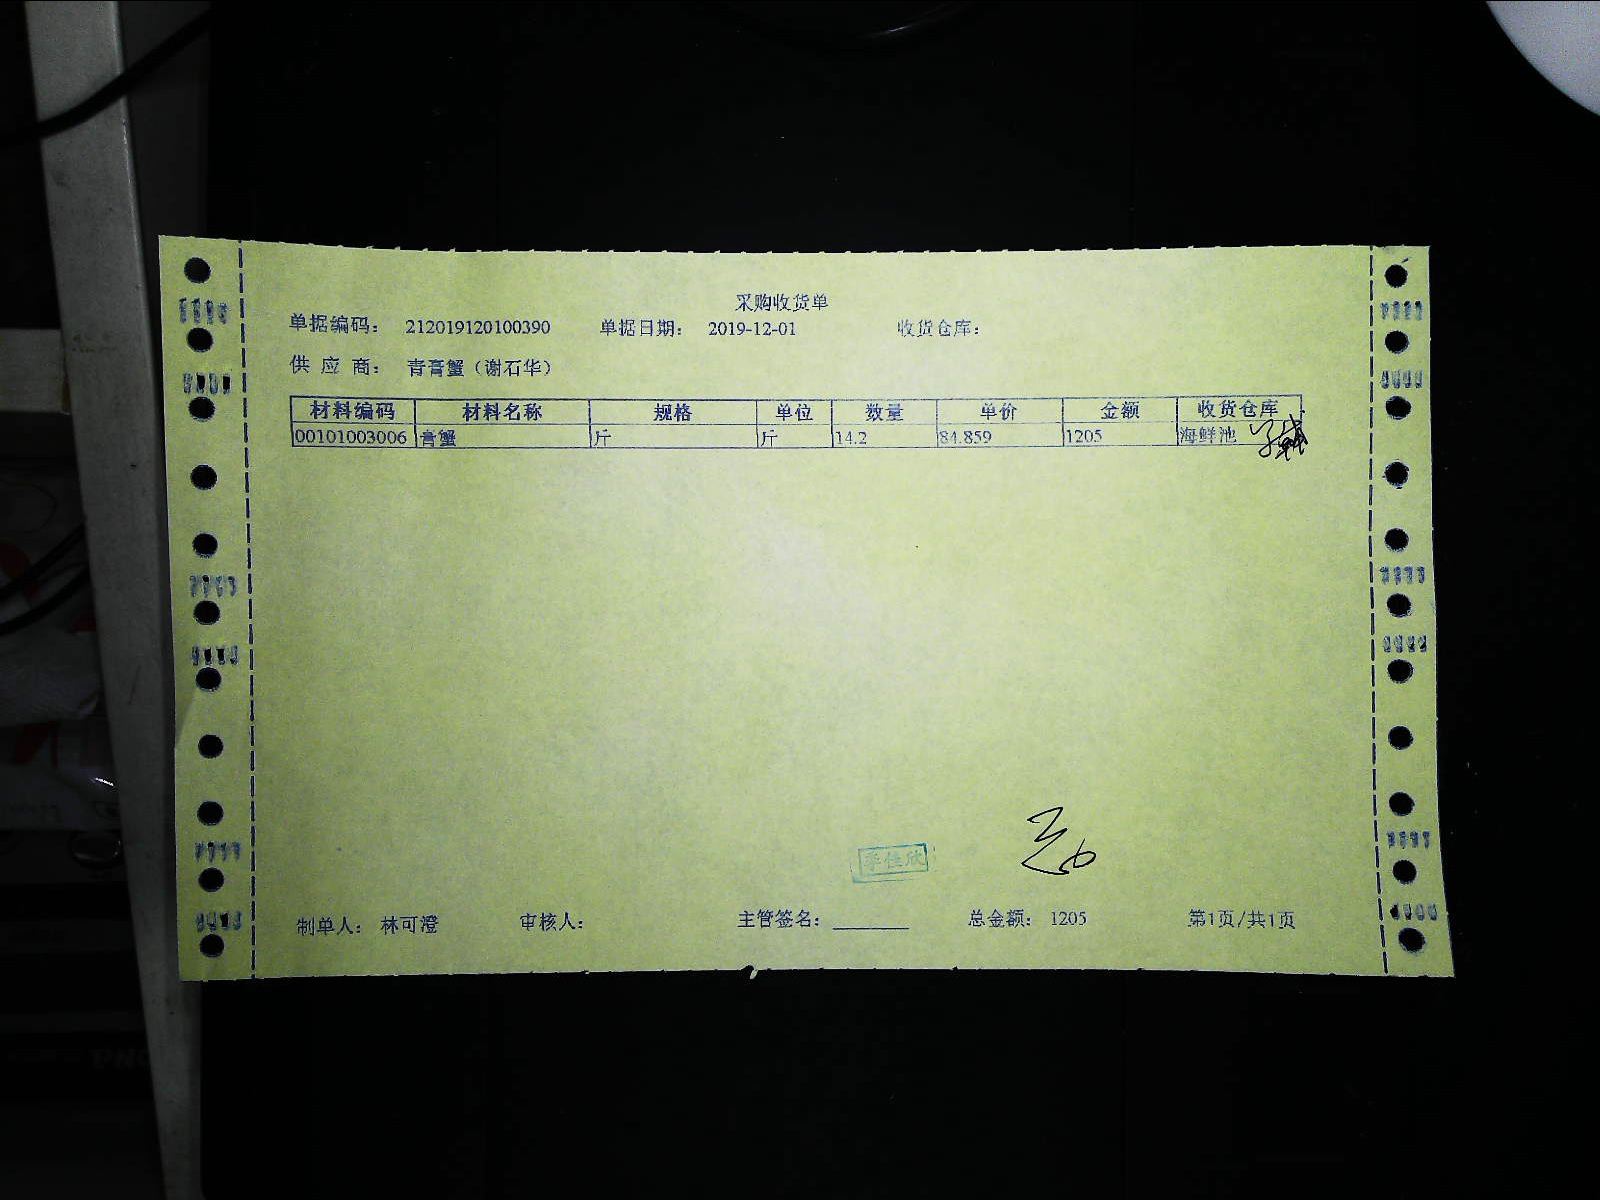 采购收货单
单据编码： 212019120100390 单据日期： 2019-12-01 收货仓库：
供 应 商： 青膏蟹（谢石华）
材料编码 材料名称 规格 单位 数量 单价 金额 收货仓库
00101003006 膏蟹 斤 斤 14.2 84.859 1205 海鲜池
李佳欣
制单人： 林可澄 审核人： 主管签名： 总金额： 1205 第1页/共1页